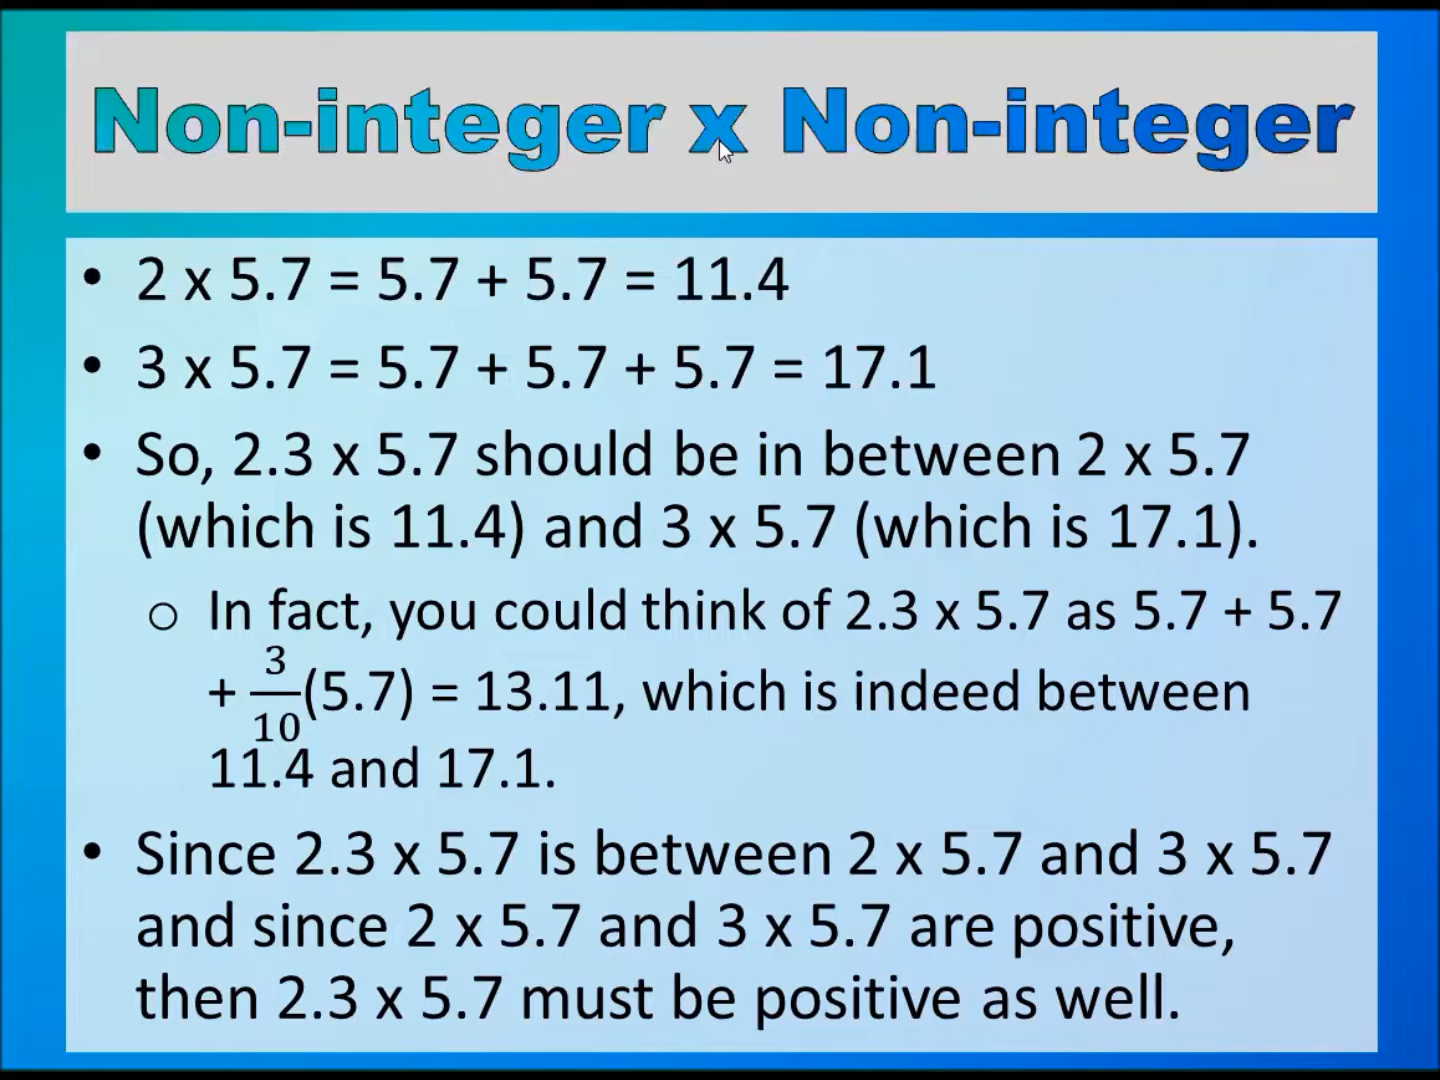 Non-integer x Non-integer
• 2 x 5.7 = 5.7 + 5.7 = 11.4
• 3 x 5.7 = 5.7 + 5.7 + 5.7 = 17.1
• So, 2.3 x 5.7 should be in between 2 x 5.7
(which is 11.4) and 3 x 5.7 (which is 17.1).
o In fact, you could think of 2.3 x 5.7 as 5.7 + 5.7
+ 3/10(5.7) = 13.11, which is indeed between
11.4 and 17.1.
• Since 2.3 x 5.7 is between 2 x 5.7 and 3 x 5.7
and since 2 x 5.7 and 3 x 5.7 are positive,
then 2.3 x 5.7 must be positive as well.